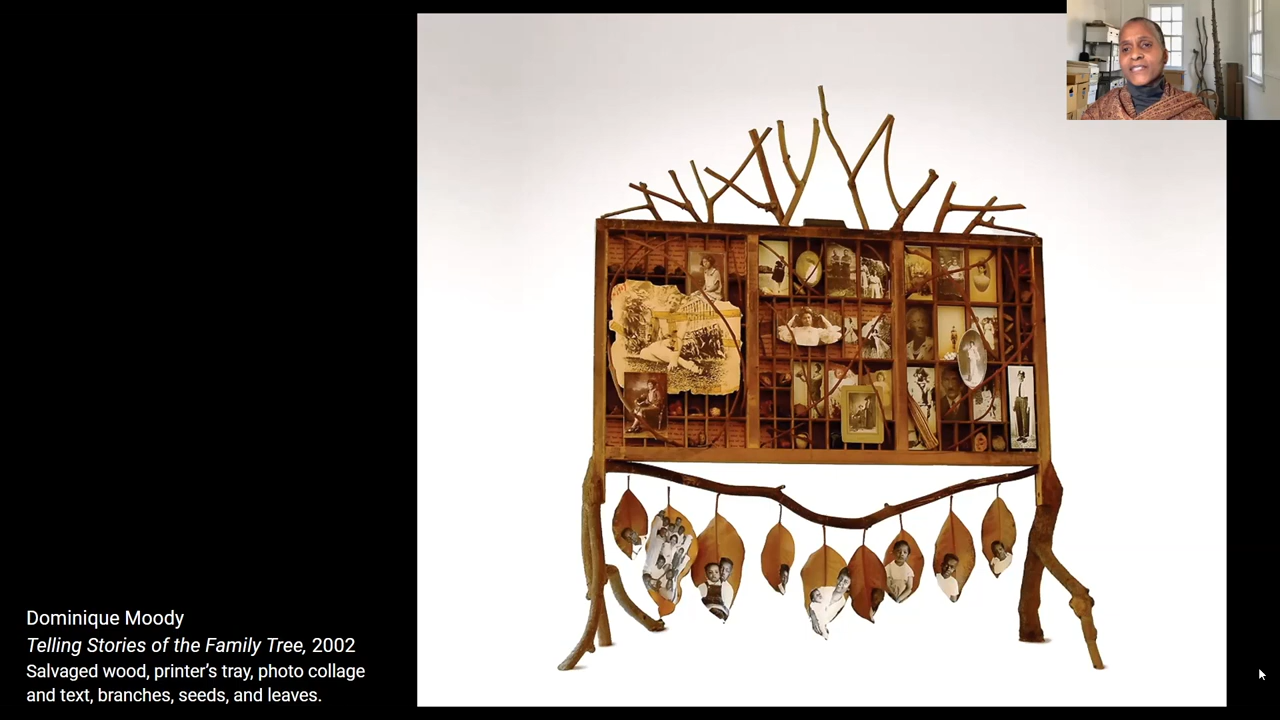 Dominique Moody
Telling Stories of the Family Tree, 2002
Salvaged wood, printer's tray, photo collage
and text, branches, seeds, and leaves.